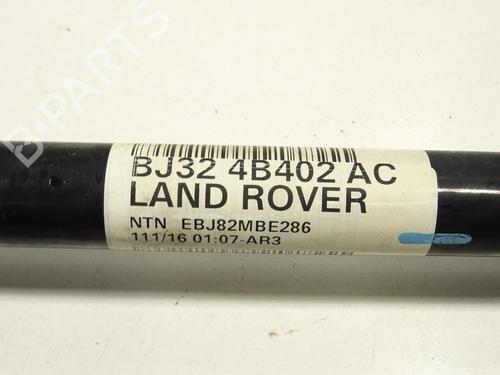 BJ32 4B402 AC
LAND ROVER
NTN EBJ82MBE286
111/16 01:07-AR3
B-PARTS